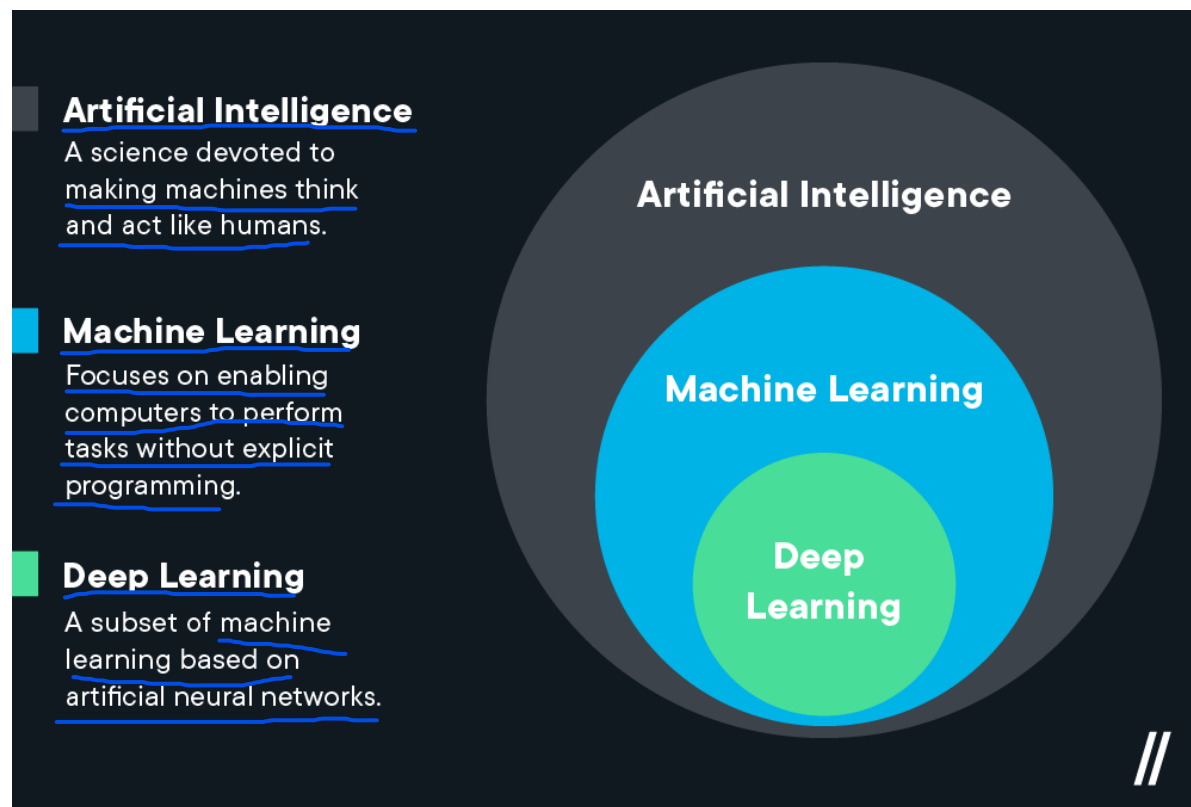 Artificial Intelligence
A science devoted to
making machines think
and act like humans.
Machine Learning
Focuses on enabling
computers to perform
tasks without explicit
programming.
Deep Learning
A subset of machine
learning based on
artificial neural networks.
Artificial Intelligence
Machine Learning
Deep
Learning
//